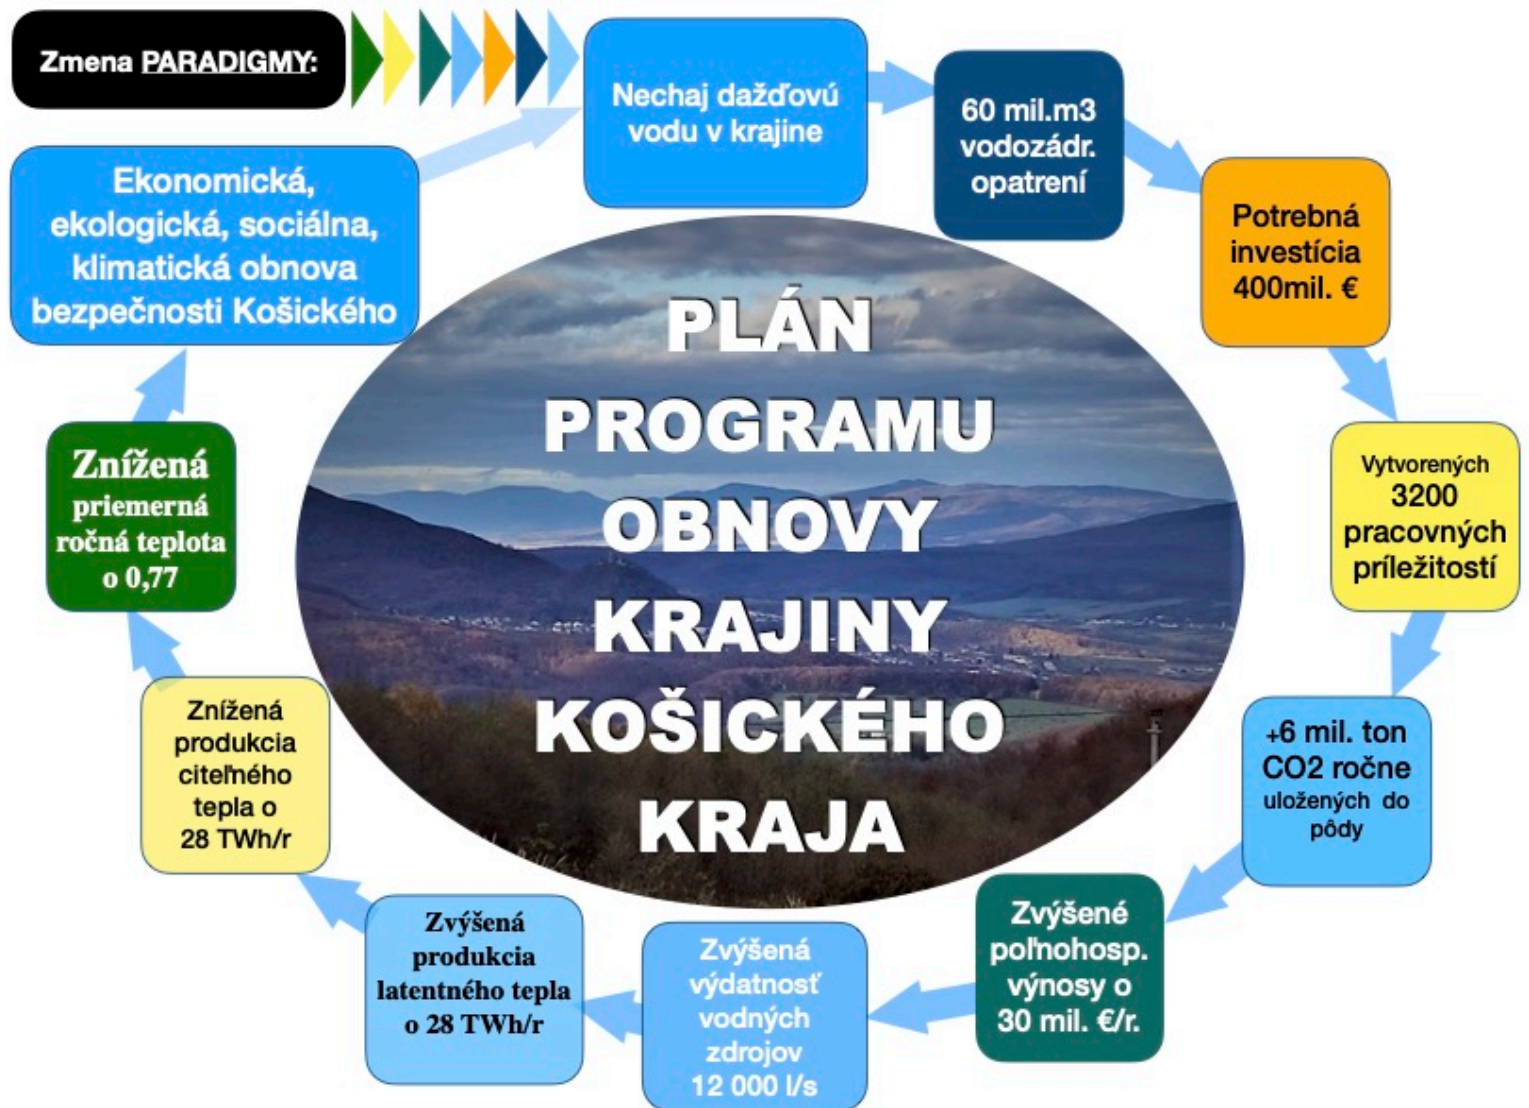 Zmena PARADIGMY:
Nechaj dažďovú
vodu v krajine
60 mil.m3
vodozádr.
opatrení
Potrebná
investícia
400mil. €
Vytvorených
3200
pracovných
príležitostí
+6 mil. ton
CO2 ročne
uložených do
pôdy
Zvýšené
poľnohosp.
výnosy o
30 mil. €/r.
Zvýšená
výdatnosť
vodných
zdrojov
12 000 l/s
Zvýšená
produkcia
latentného tepla
o 28 TWh/r
Znížená
produkcia
citeľného
tepla o
28 TWh/r
Znížená
priemerná
ročná teplota
o 0,77
Ekonomická,
ekologická, sociálna,
klimatická obnova
bezpečnosti Košického
PLÁN
PROGRAMU
OBNOVY
KRAJINY
KOŠICKÉHO
KRAJA